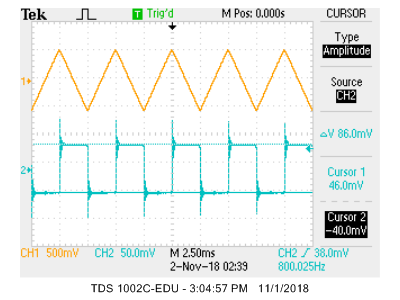 Tek T Trig'd M Pos: 0.000s CURSOR
Type
Amplitude
Source
CH2
△V 86.0mV
Cursor 1
46.0mV
Cursor 2
-40.0mV
1
2
CH1 500mV CH2 50.0mV M 2.50ms CH2 38.0mV
2-Nov-18 02:39 800.025Hz
TDS 1002C-EDU - 3:04:57 PM 11/1/2018